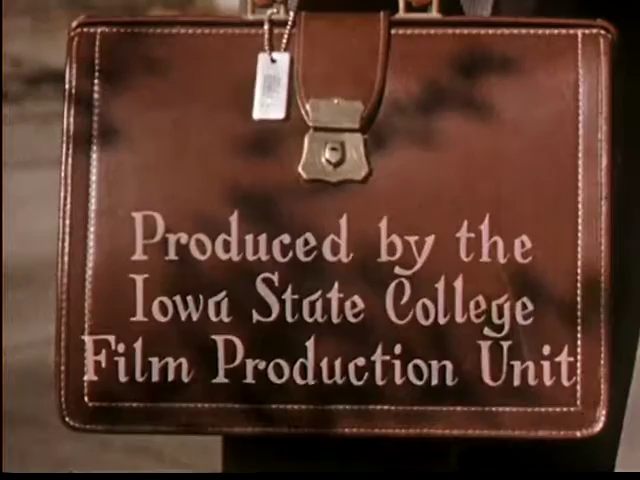 Produced by the
Iowa State College
Film Production Unit